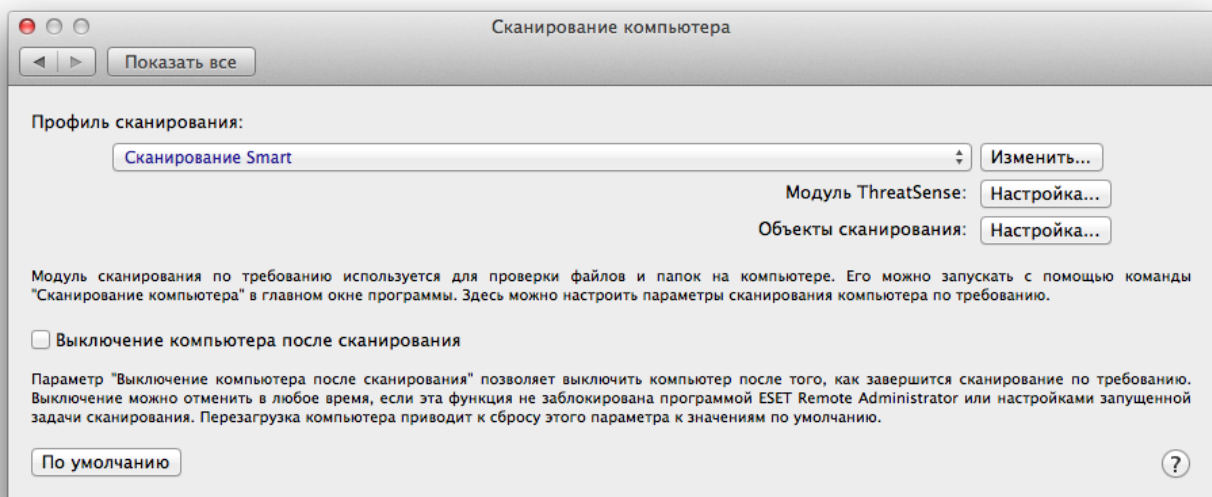 Сканирование компьютера
Показать все
Профиль сканирования:
Сканирование Smart
Изменить...
Модуль ThreatSense:
Настройка...
Объекты сканирования:
Настройка...
Модуль сканирования по требованию используется для проверки файлов и папок на компьютере. Его можно запускать с помощью команды
"Сканирование компьютера" в главном окне программы. Здесь можно настроить параметры сканирования компьютера по требованию.
Выключение компьютера после сканирования
Параметр "Выключение компьютера после сканирования" позволяет выключить компьютер после того, как завершится сканирование по требованию.
Выключение можно отменить в любое время, если эта функция не заблокирована программой ESET Remote Administrator или настройками запущенной
задачи сканирования. Перезагрузка компьютера приводит к сбросу этого параметра к значениям по умолчанию.
По умолчанию
?